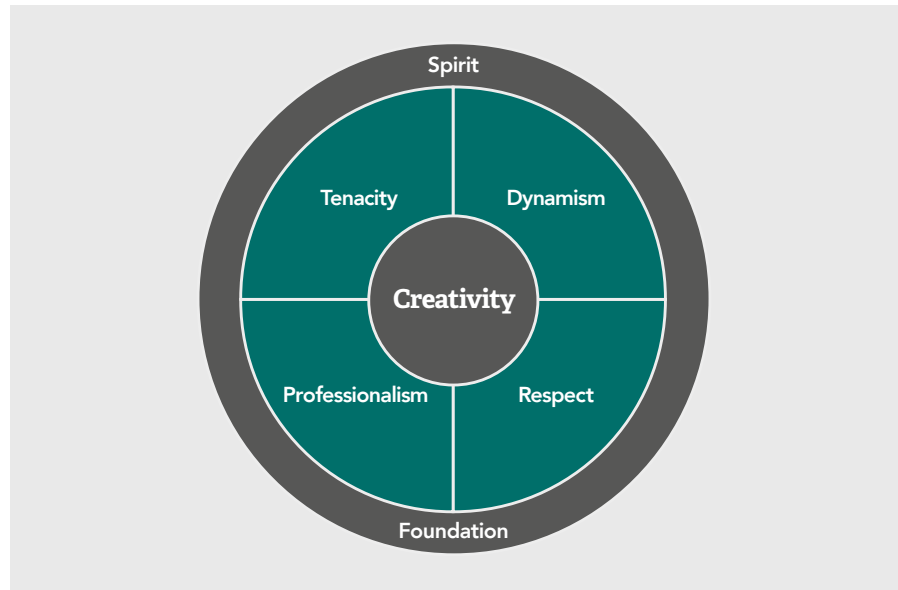 Spirit
Tenacity
Dynamism
Creativity
Professionalism
Respect
Foundation